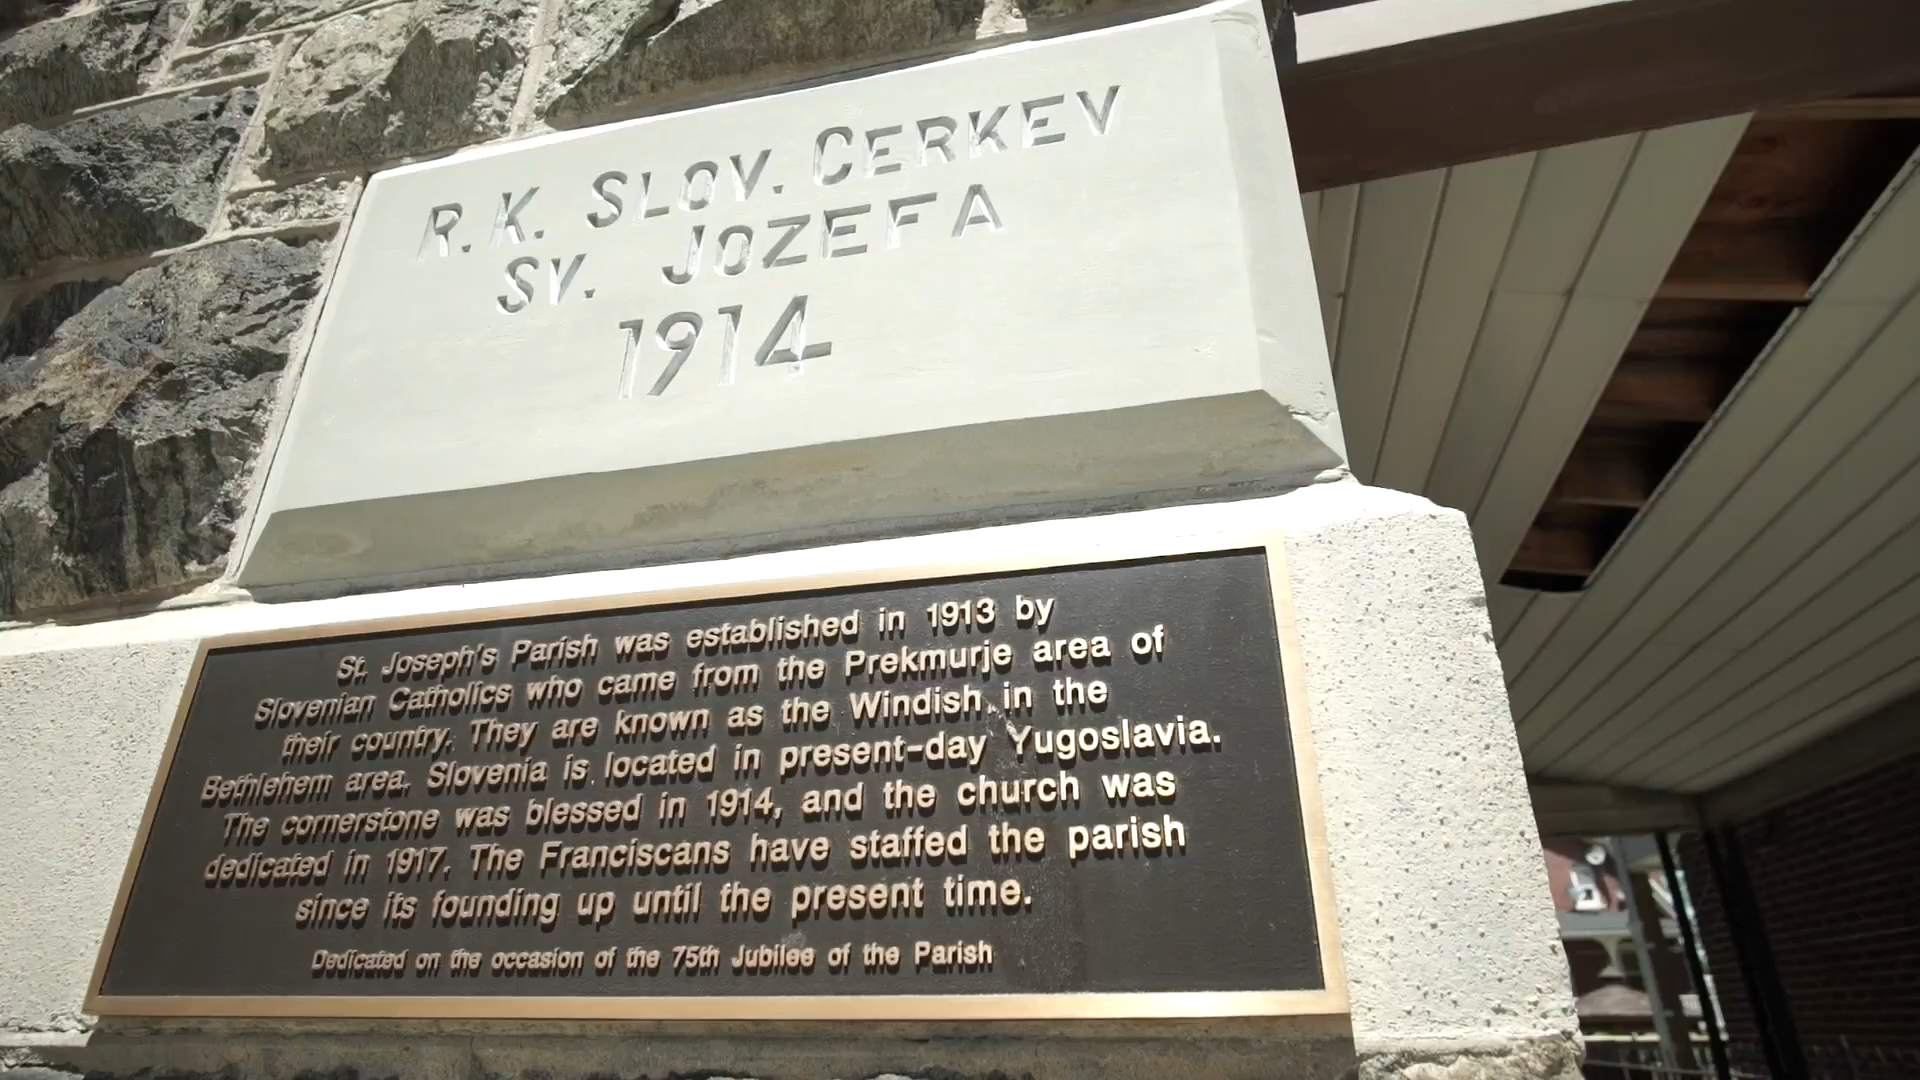 R. K. SLOV. CERKEV
SV. JOZEFA
1914
St. Joseph's Parish was established in 1913 by
Slovenian Catholics who came from the Prekmurje area of
their country. They are known as the Windish in the
Bethlehem area. Slovenia is located in present-day Yugoslavia.
The cornerstone was blessed in 1914, and the church was
dedicated in 1917. The Franciscans have staffed the parish
since its founding up until the present time.
Dedicated on the occasion of the 75th Jubilee of the Parish